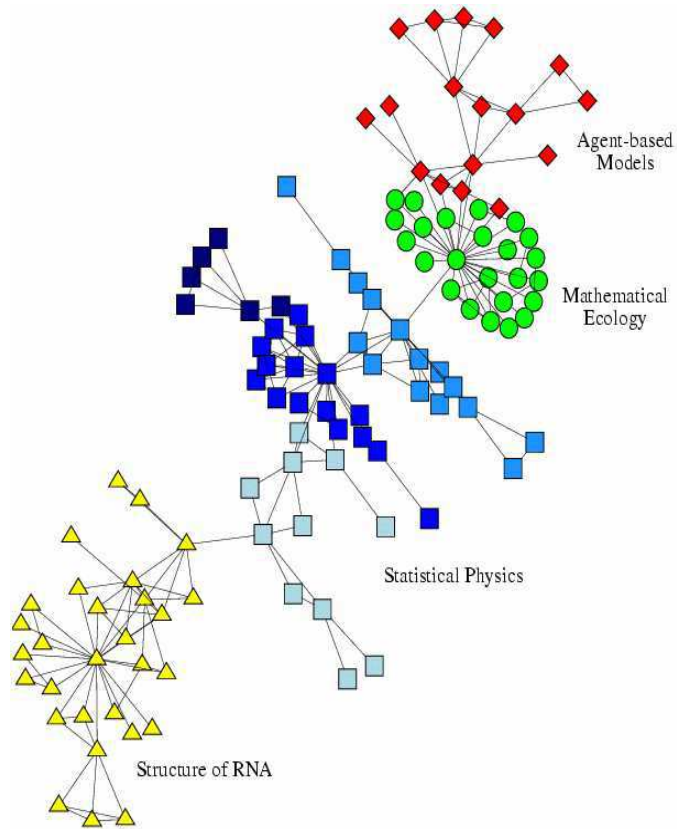 Agent-based
Models
Mathematical
Ecology
Statistical Physics
Structure of RNA